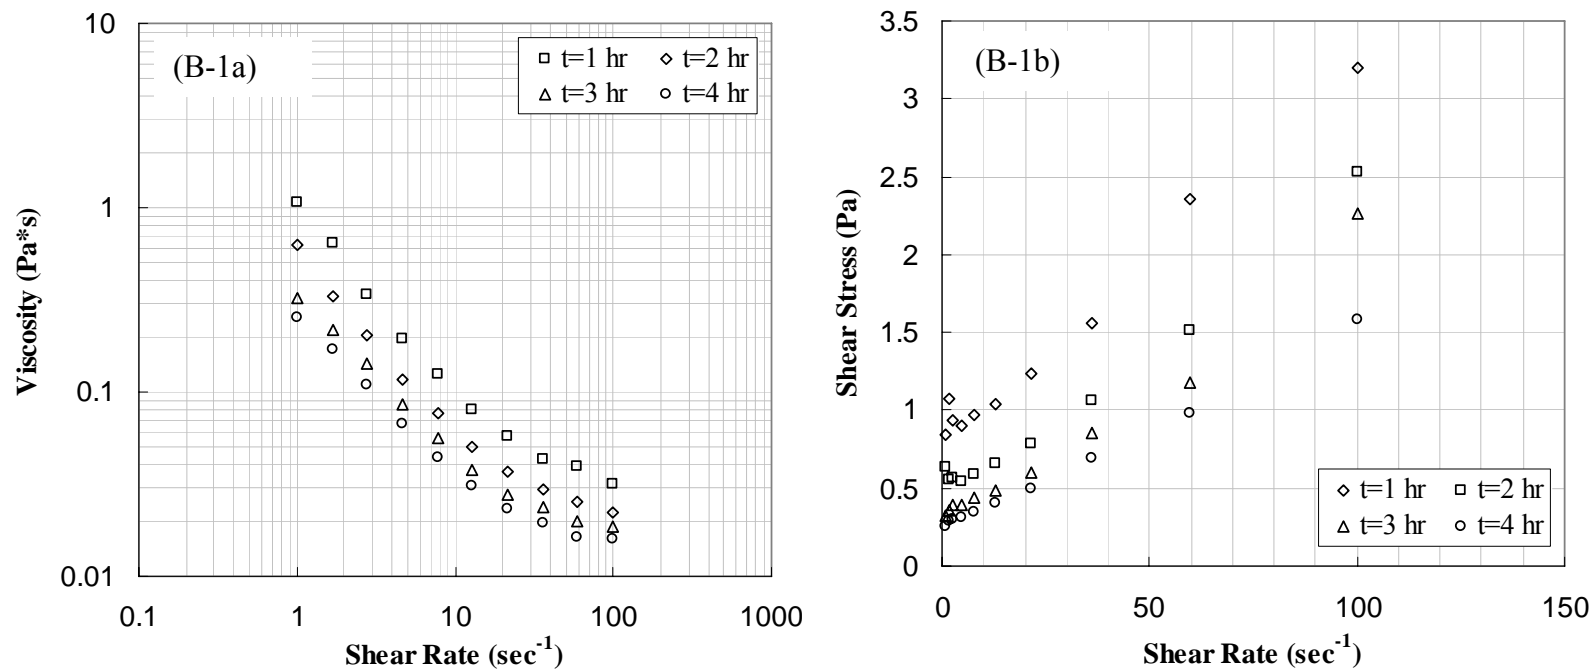 (B-1a)
t=1 hr t=2 hr
t=3 hr t=4 hr
10
1
0.1
0.01
0.1 1 10 100 1000
Viscosity (Pa*s)
Shear Rate (sec⁻¹)
(B-1b)
3.5
3
2.5
2
1.5
1
0.5
0
0 50 100 150
Shear Stress (Pa)
t=1 hr t=2 hr
t=3 hr t=4 hr
Shear Rate (sec⁻¹)